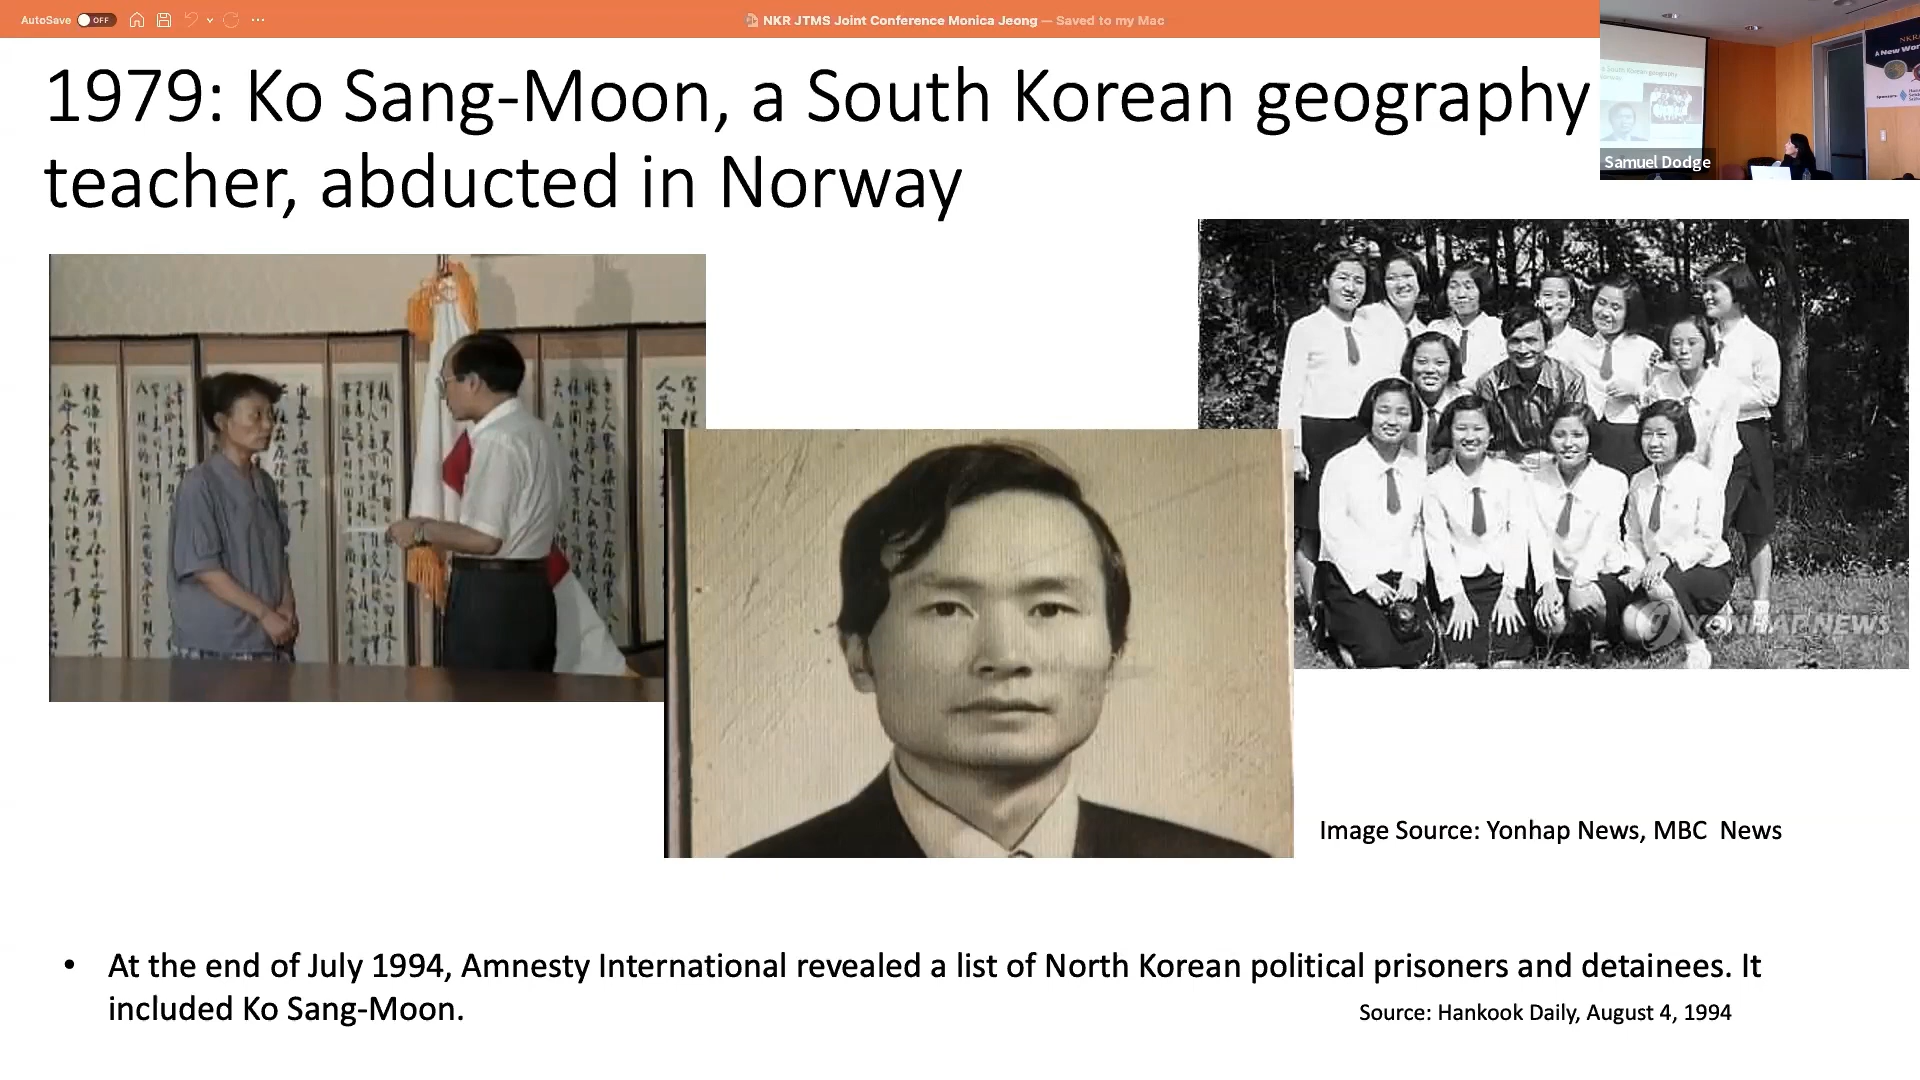 AutoSave OFF
NKR JTMS Joint Conference Monica Jeong — Saved to my Mac
1979: Ko Sang-Moon, a South Korean geography
teacher, abducted in Norway
Samuel Dodge
YONHAP NEWS
Image Source: Yonhap News, MBC News
• At the end of July 1994, Amnesty International revealed a list of North Korean political prisoners and detainees. It
included Ko Sang-Moon.
Source: Hankook Daily, August 4, 1994